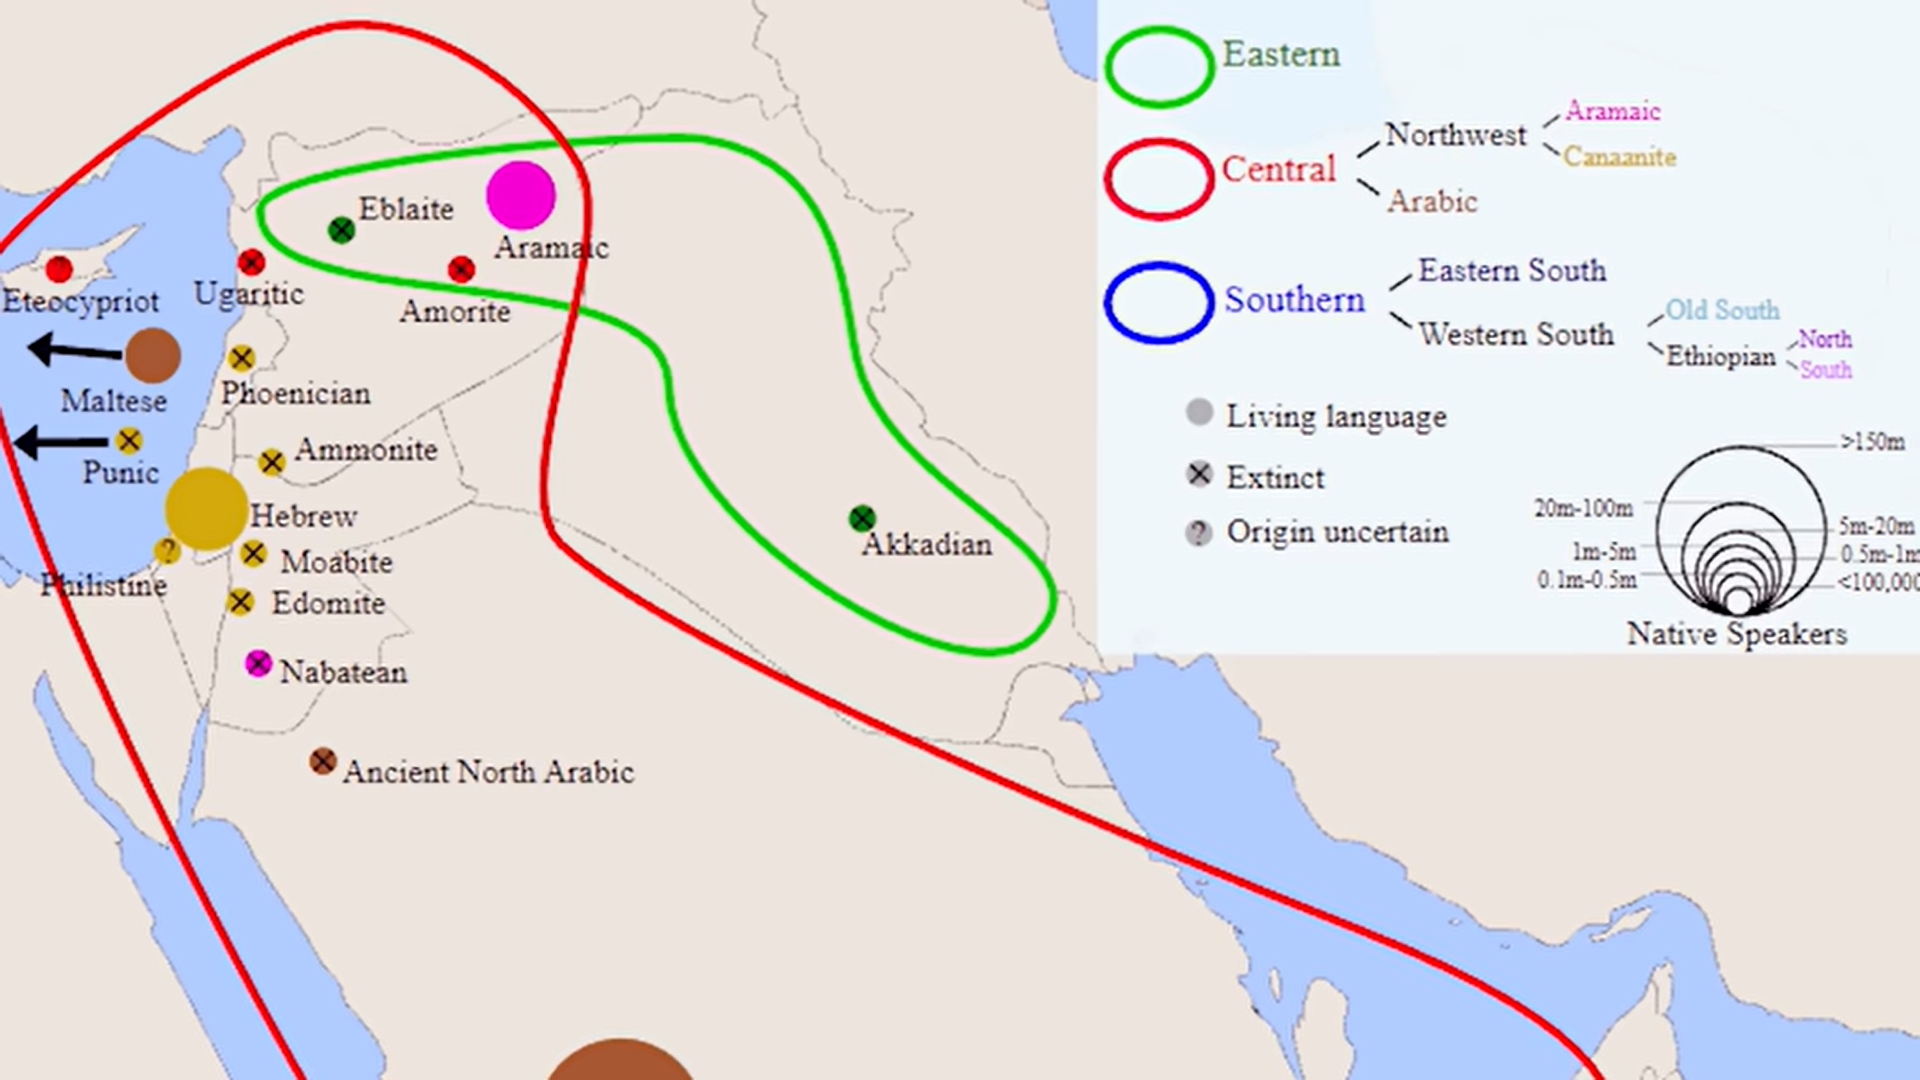 Eblaite
Aramaic
Eteocypriot
Ugaritic
Amorite
Maltese
Phoenician
Punic
Ammonite
Hebrew
Philistine
Moabite
Edomite
Nabatean
Ancient North Arabic
Akkadian
Eastern
Central
Northwest
Aramaic
Canaanite
Arabic
Southern
Eastern South
Western South
Old South
Ethiopian
North
South
Living language
Extinct
Origin uncertain
>150m
20m-100m
5m-20m
1m-5m
0.5m-1m
0.1m-0.5m
<100,000
Native Speakers
?
?
?